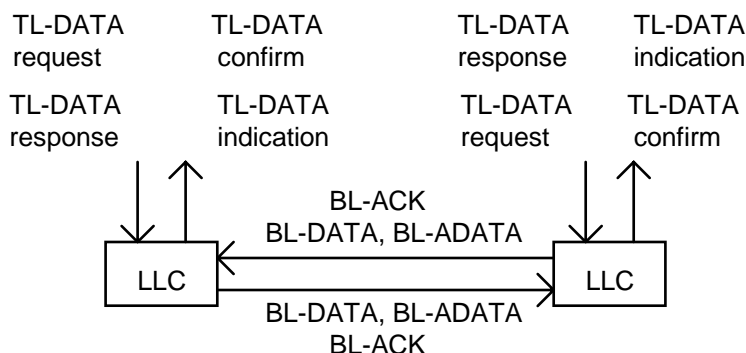 TL-DATA request
TL-DATA confirm
TL-DATA response
TL-DATA indication
TL-DATA response
TL-DATA indication
TL-DATA request
TL-DATA confirm
BL-ACK
BL-DATA, BL-ADATA
LLC
LLC
BL-DATA, BL-ADATA
BL-ACK